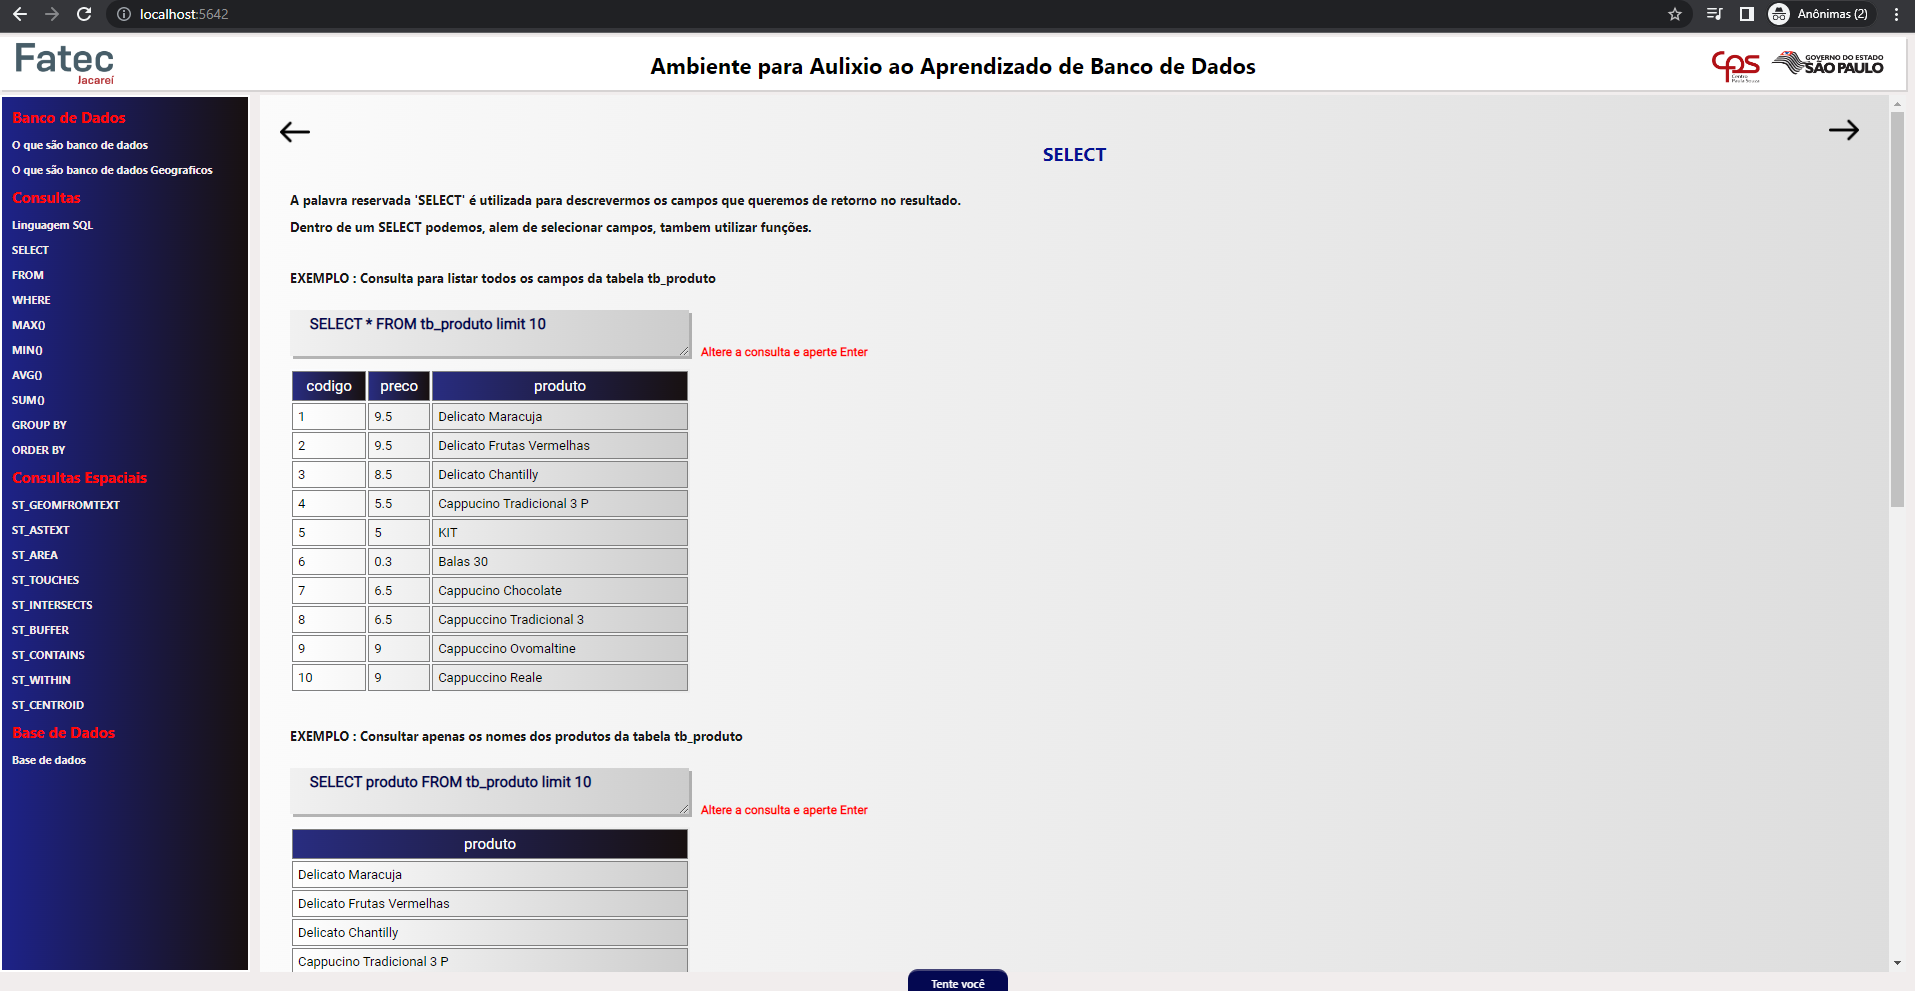 localhost:5642
Anônimas (2)
Fatec
Jacareí
Ambiente para Aulixio ao Aprendizado de Banco de Dados
CPS
Centro
Paula Souza
GOVERNO DO ESTADO
SÃO PAULO
Banco de Dados
O que são banco de dados
O que são banco de dados Geograficos
Consultas
Linguagem SQL
SELECT
FROM
WHERE
MAX()
MIN()
AVG()
SUM()
GROUP BY
ORDER BY
Consultas Espaciais
ST_GEOMFROMTEXT
ST_ASTEXT
ST_AREA
ST_TOUCHES
ST_INTERSECTS
ST_BUFFER
ST_CONTAINS
ST_WITHIN
ST_CENTROID
Base de Dados
Base de dados
SELECT
A palavra reservada 'SELECT' é utilizada para descrevermos os campos que queremos de retorno no resultado.
Dentro de um SELECT podemos, alem de selecionar campos, tambem utilizar funções.
EXEMPLO : Consulta para listar todos os campos da tabela tb_produto
SELECT * FROM tb_produto limit 10
Altere a consulta e aperte Enter
codigo preco produto
1 9.5 Delicato Maracuja
2 9.5 Delicato Frutas Vermelhas
3 8.5 Delicato Chantilly
4 5.5 Cappucino Tradicional 3 P
5 5 KIT
6 0.3 Balas 30
7 6.5 Cappucino Chocolate
8 6.5 Cappuccino Tradicional 3
9 9 Cappuccino Ovomaltine
10 9 Cappuccino Reale
EXEMPLO : Consultar apenas os nomes dos produtos da tabela tb_produto
SELECT produto FROM tb_produto limit 10
Altere a consulta e aperte Enter
produto
Delicato Maracuja
Delicato Frutas Vermelhas
Delicato Chantilly
Cappucino Tradicional 3 P
Tente você